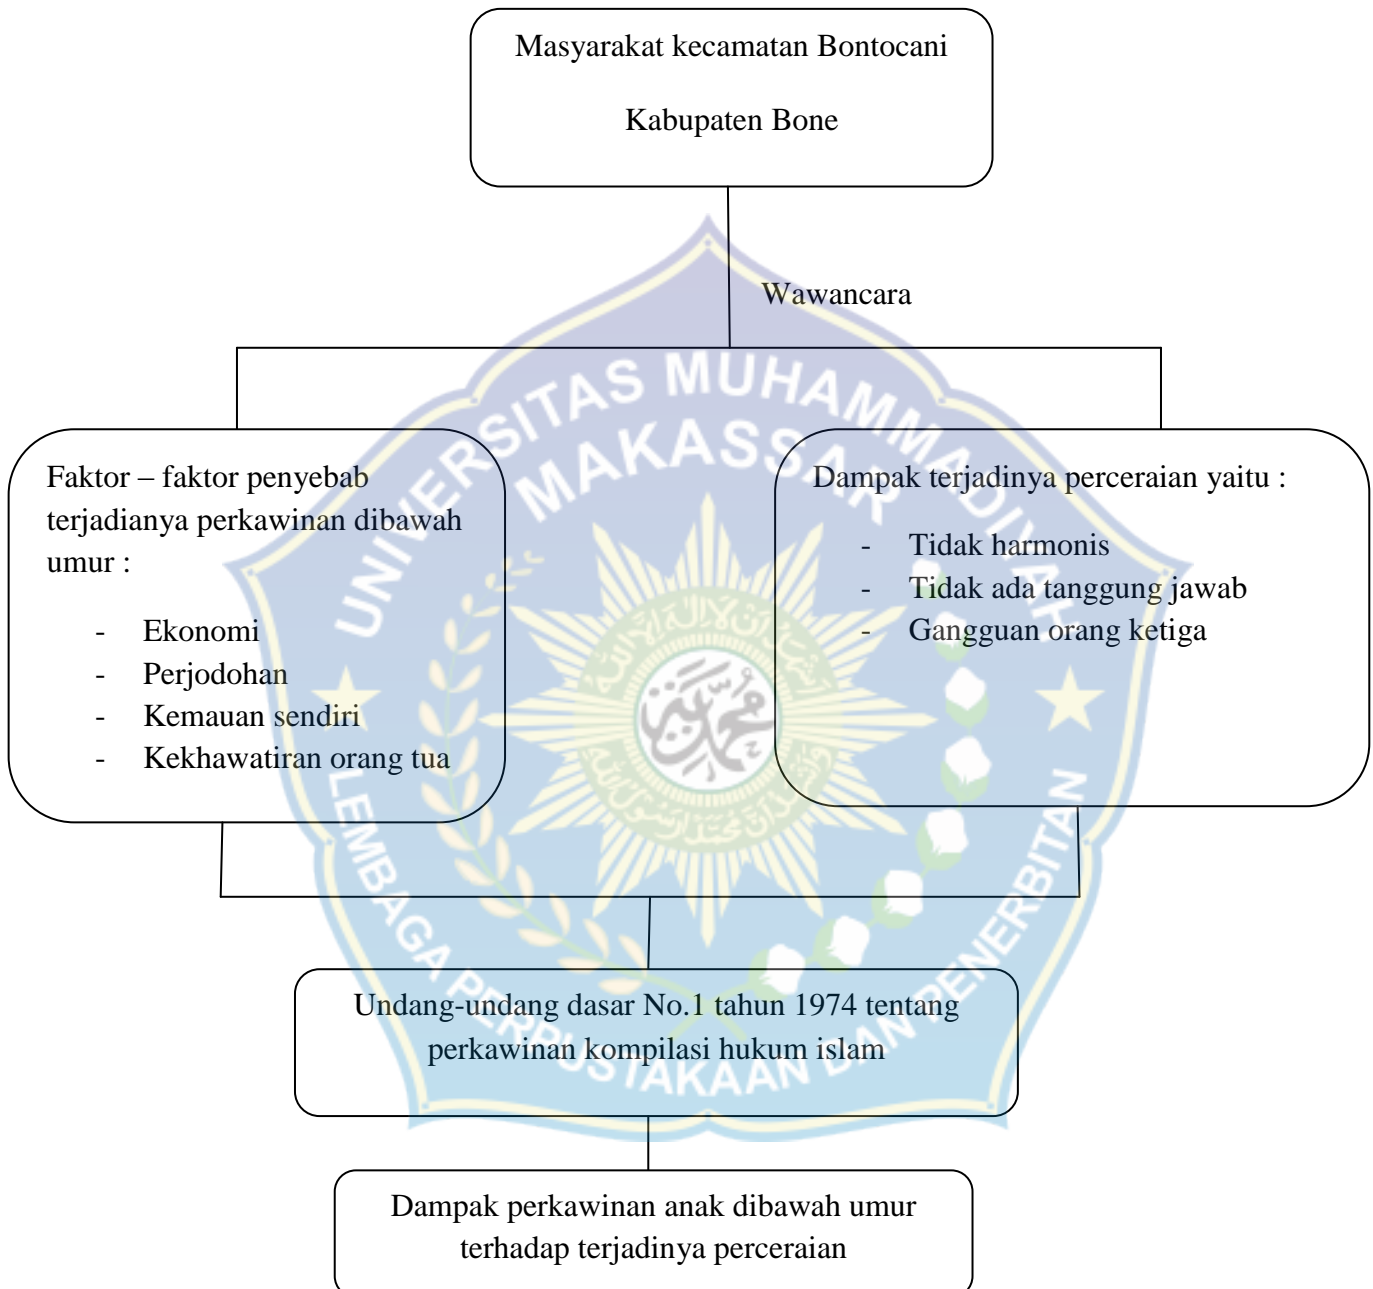 Masyarakat kecamatan Bontocani
Kabupaten Bone
Wawancara
Faktor – faktor penyebab
terjadianya perkawinan dibawah
umur :
- Ekonomi
- Perjodohan
- Kemauan sendiri
- Kekhawatiran orang tua
Dampak terjadinya perceraian yaitu :
- Tidak harmonis
- Tidak ada tanggung jawab
- Gangguan orang ketiga
Undang-undang dasar No.1 tahun 1974 tentang
perkawinan kompilasi hukum islam
Dampak perkawinan anak dibawah umur
terhadap terjadinya perceraian
UNIVERSITAS MUHAMMADIYAH
MAKASSAR
LEMBAGA PERPUSTAKAAN DAN PENERBITAN